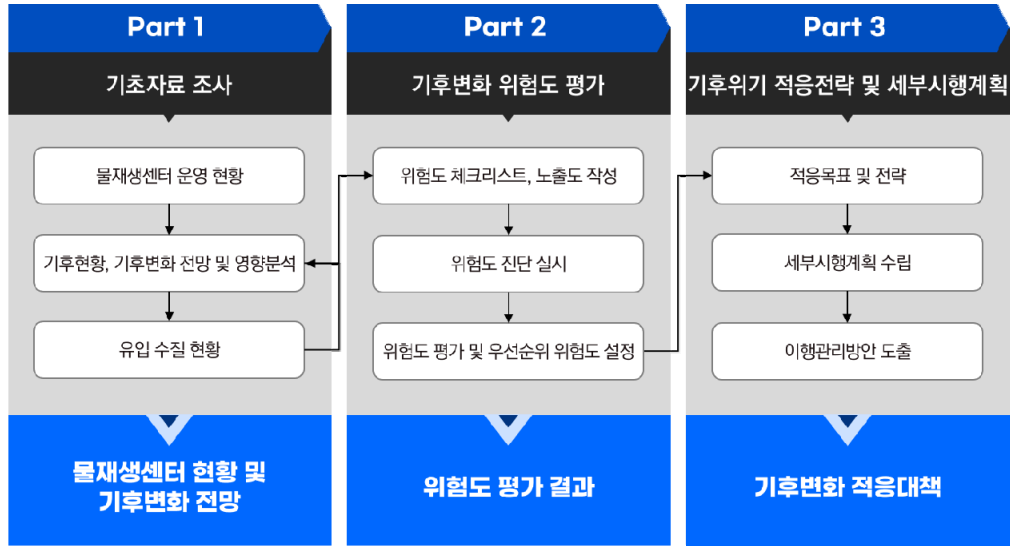 Part 1
기초자료 조사
물재생센터 운영 현황
기후현황, 기후변화 전망 및 영향분석
유입 수질 현황
물재생센터 현황 및
기후변화 전망
Part 2
기후변화 위험도 평가
위험도 체크리스트, 노출도 작성
위험도 진단 실시
위험도 평가 및 우선순위 위험도 설정
위험도 평가 결과
Part 3
기후위기 적응전략 및 세부시행계획
적응목표 및 전략
세부시행계획 수립
이행관리방안 도출
기후변화 적응대책